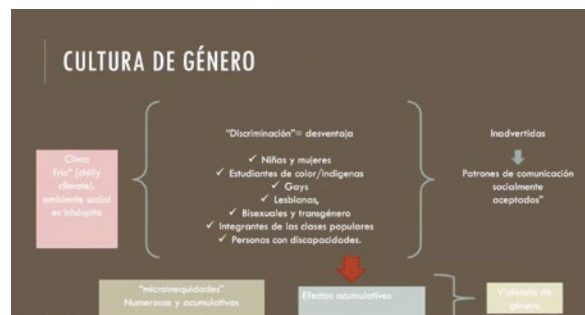 CULTURA DE GÉNERO
Clima
frío" (chilly
climate).
ambiente social
es inhóspito
"Discriminación"= desventaja
✓ Niñas y mujeres
✓ Estudiantes de color/indígenas
✓ Gays
✓ Lesbianas,
✓ Bisexuales y transgénero
✓ Integrantes de las clases populares
✓ Personas con discapacidades.
Inadvertidas
Patrones de comunicación
socialmente
aceptados"
"microinequidades"
Numerosas y acumulativas
Efectos acumulativos
Violencia de
género